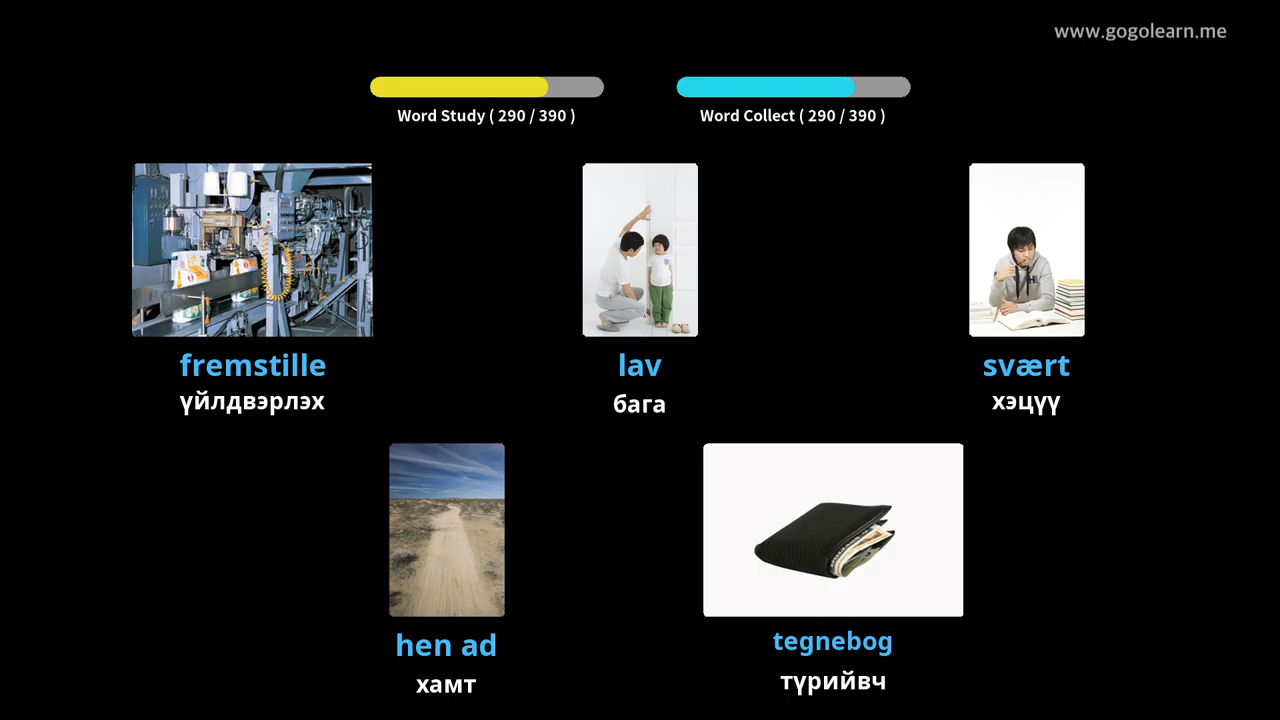 www.gogolearn.me
Word Study ( 290 / 390 )
Word Collect ( 290 / 390 )
fremstille
үйлдвэрлэх
lav
бага
svært
хэцүү
hen ad
хамт
tegnebog
түрийвч